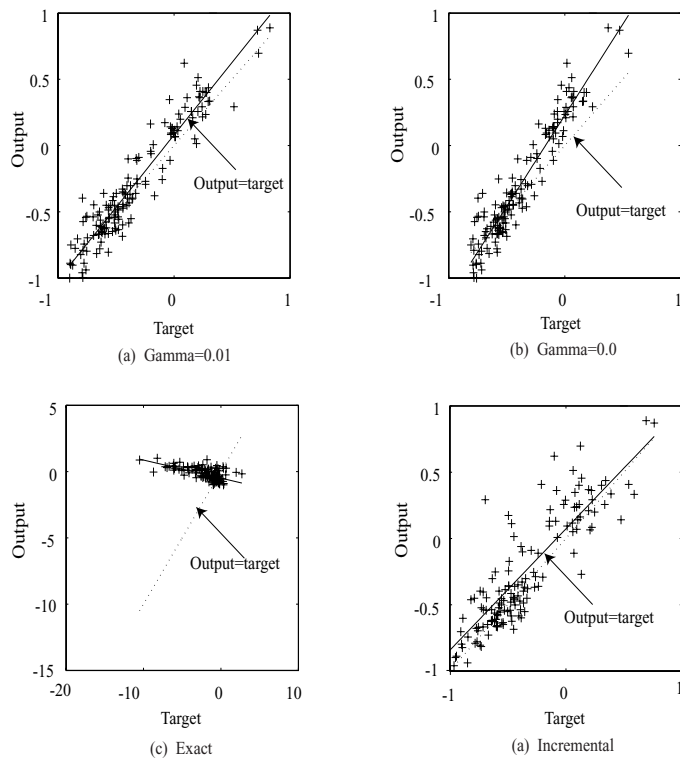 1
0.5
0
-0.5
-1
-1
0
1
Output
Output=target
Target
(a) Gamma=0.01
1
0.5
0
-0.5
-1
-1
0
1
Output
Output=target
Target
(b) Gamma=0.0
5
0
-5
-10
-15
-20
-10
0
10
Output
Output=target
Target
(c) Exact
1
0.5
0
-0.5
-1
-1
0
1
Output
Output=target
Target
(a) Incremental